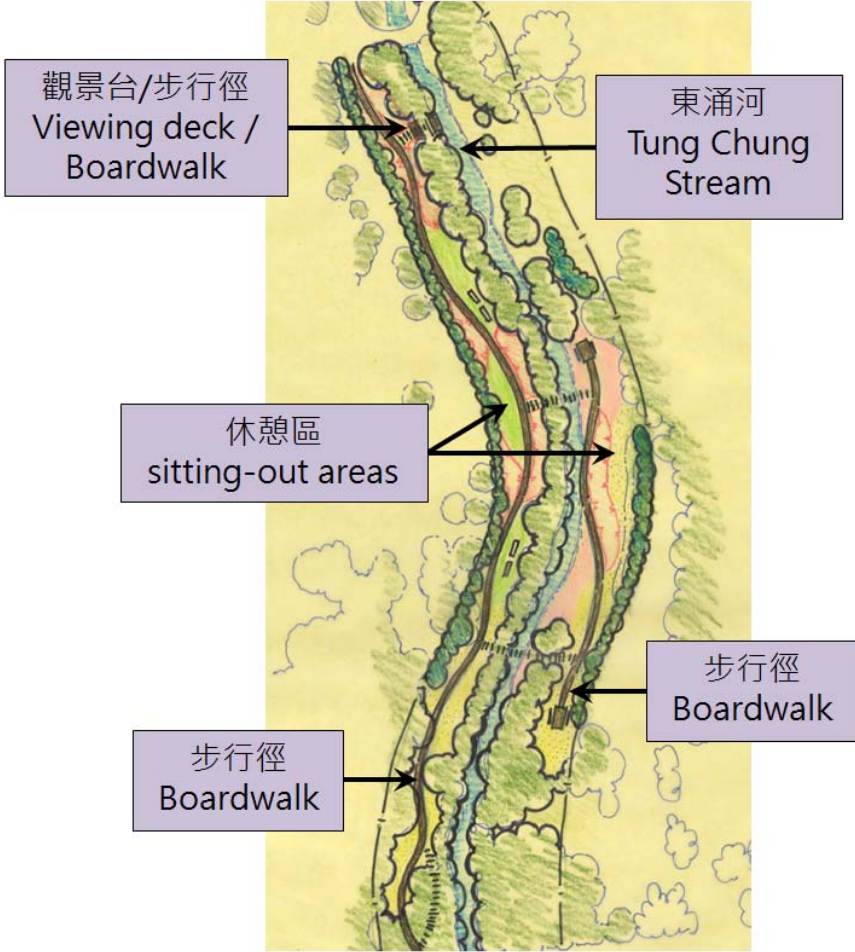 觀景台/步行徑
Viewing deck /
Boardwalk
東涌河
Tung Chung
Stream
休憩區
sitting-out areas
步行徑
Boardwalk
步行徑
Boardwalk